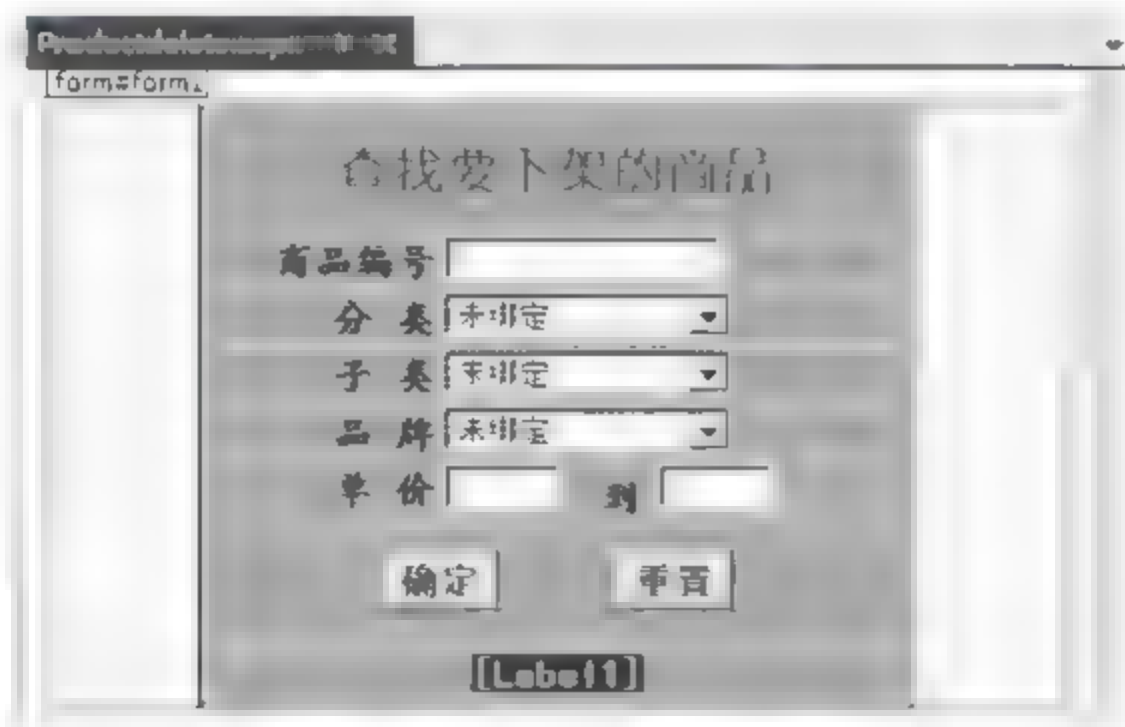 form#form1
查找要下架的商品
商品编号
分 类 未绑定
子 类 未绑定
品 牌 未绑定
单 价 到
确定 重置
[Label1]